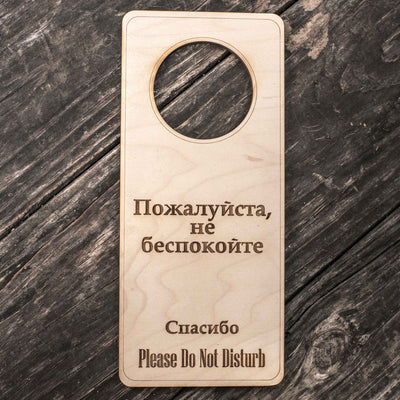 Пожалуйста,
не
беспокойте
Спасибо
Please Do Not Disturb